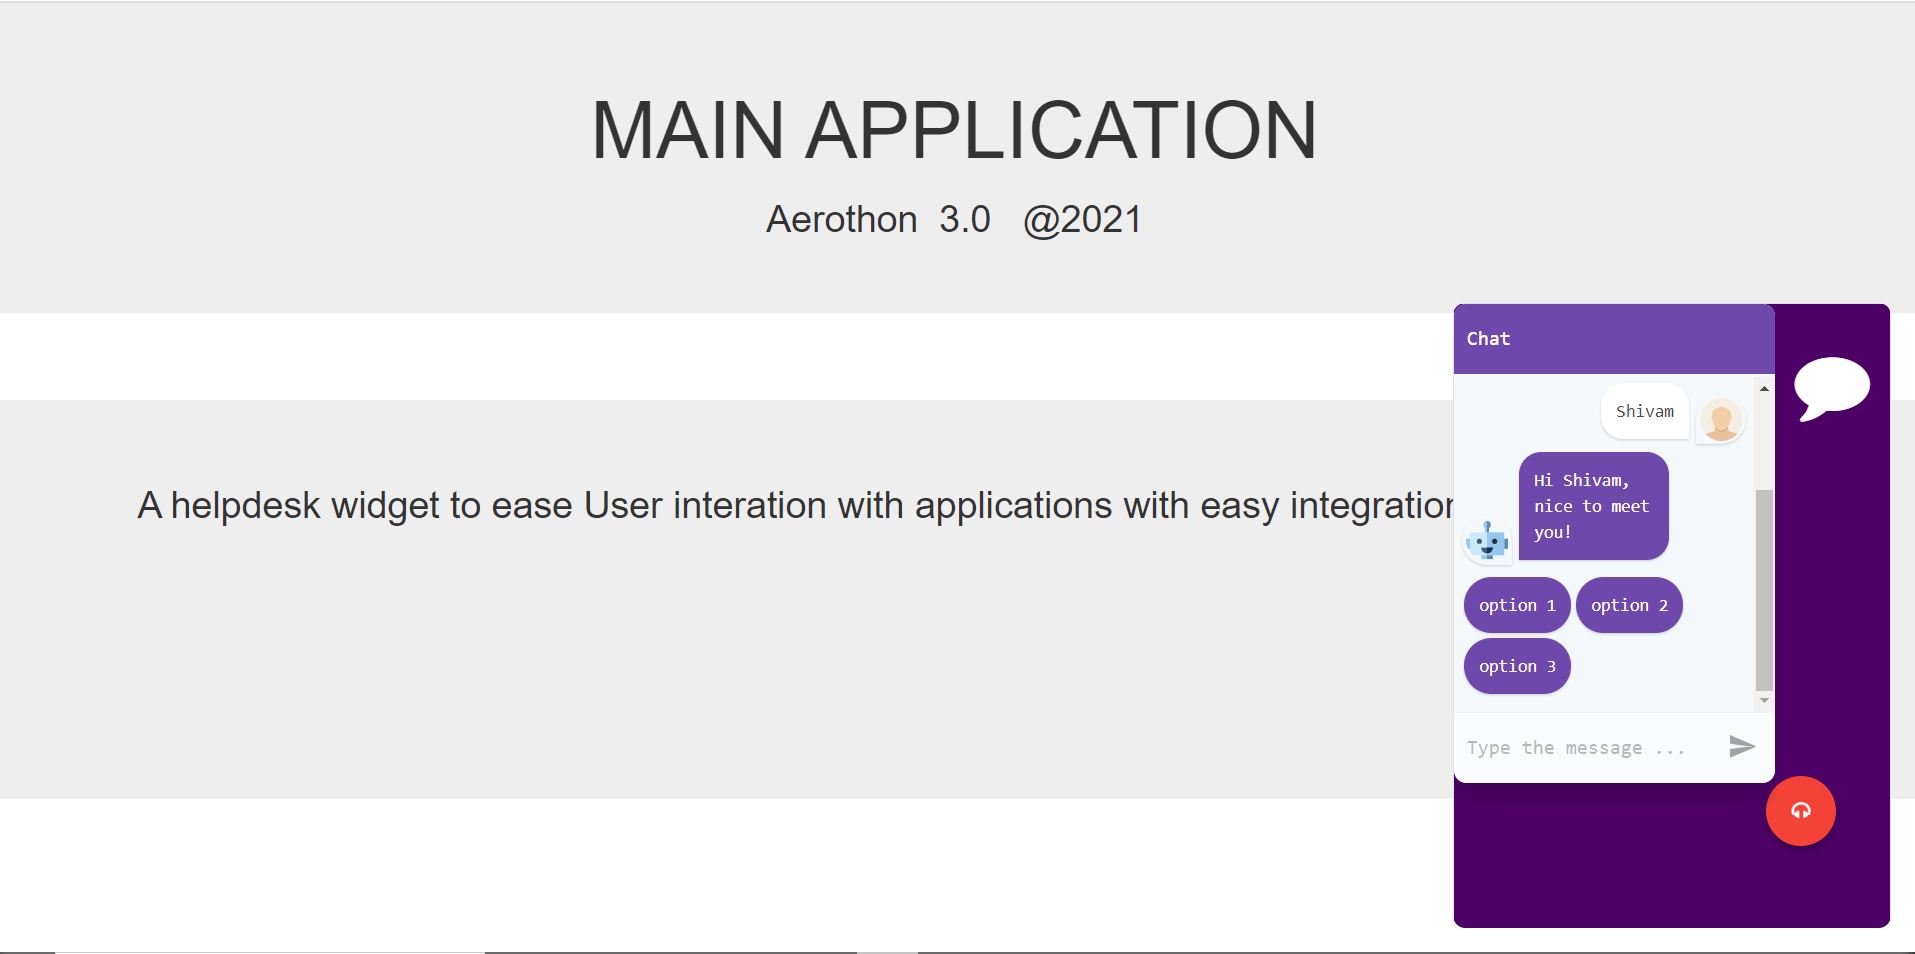 MAIN APPLICATION
Aerothon 3.0 @2021
A helpdesk widget to ease User interation with applications with easy integration
Chat
Shivam
Hi Shivam,
nice to meet
you!
option 1 option 2
option 3
Type the message ...